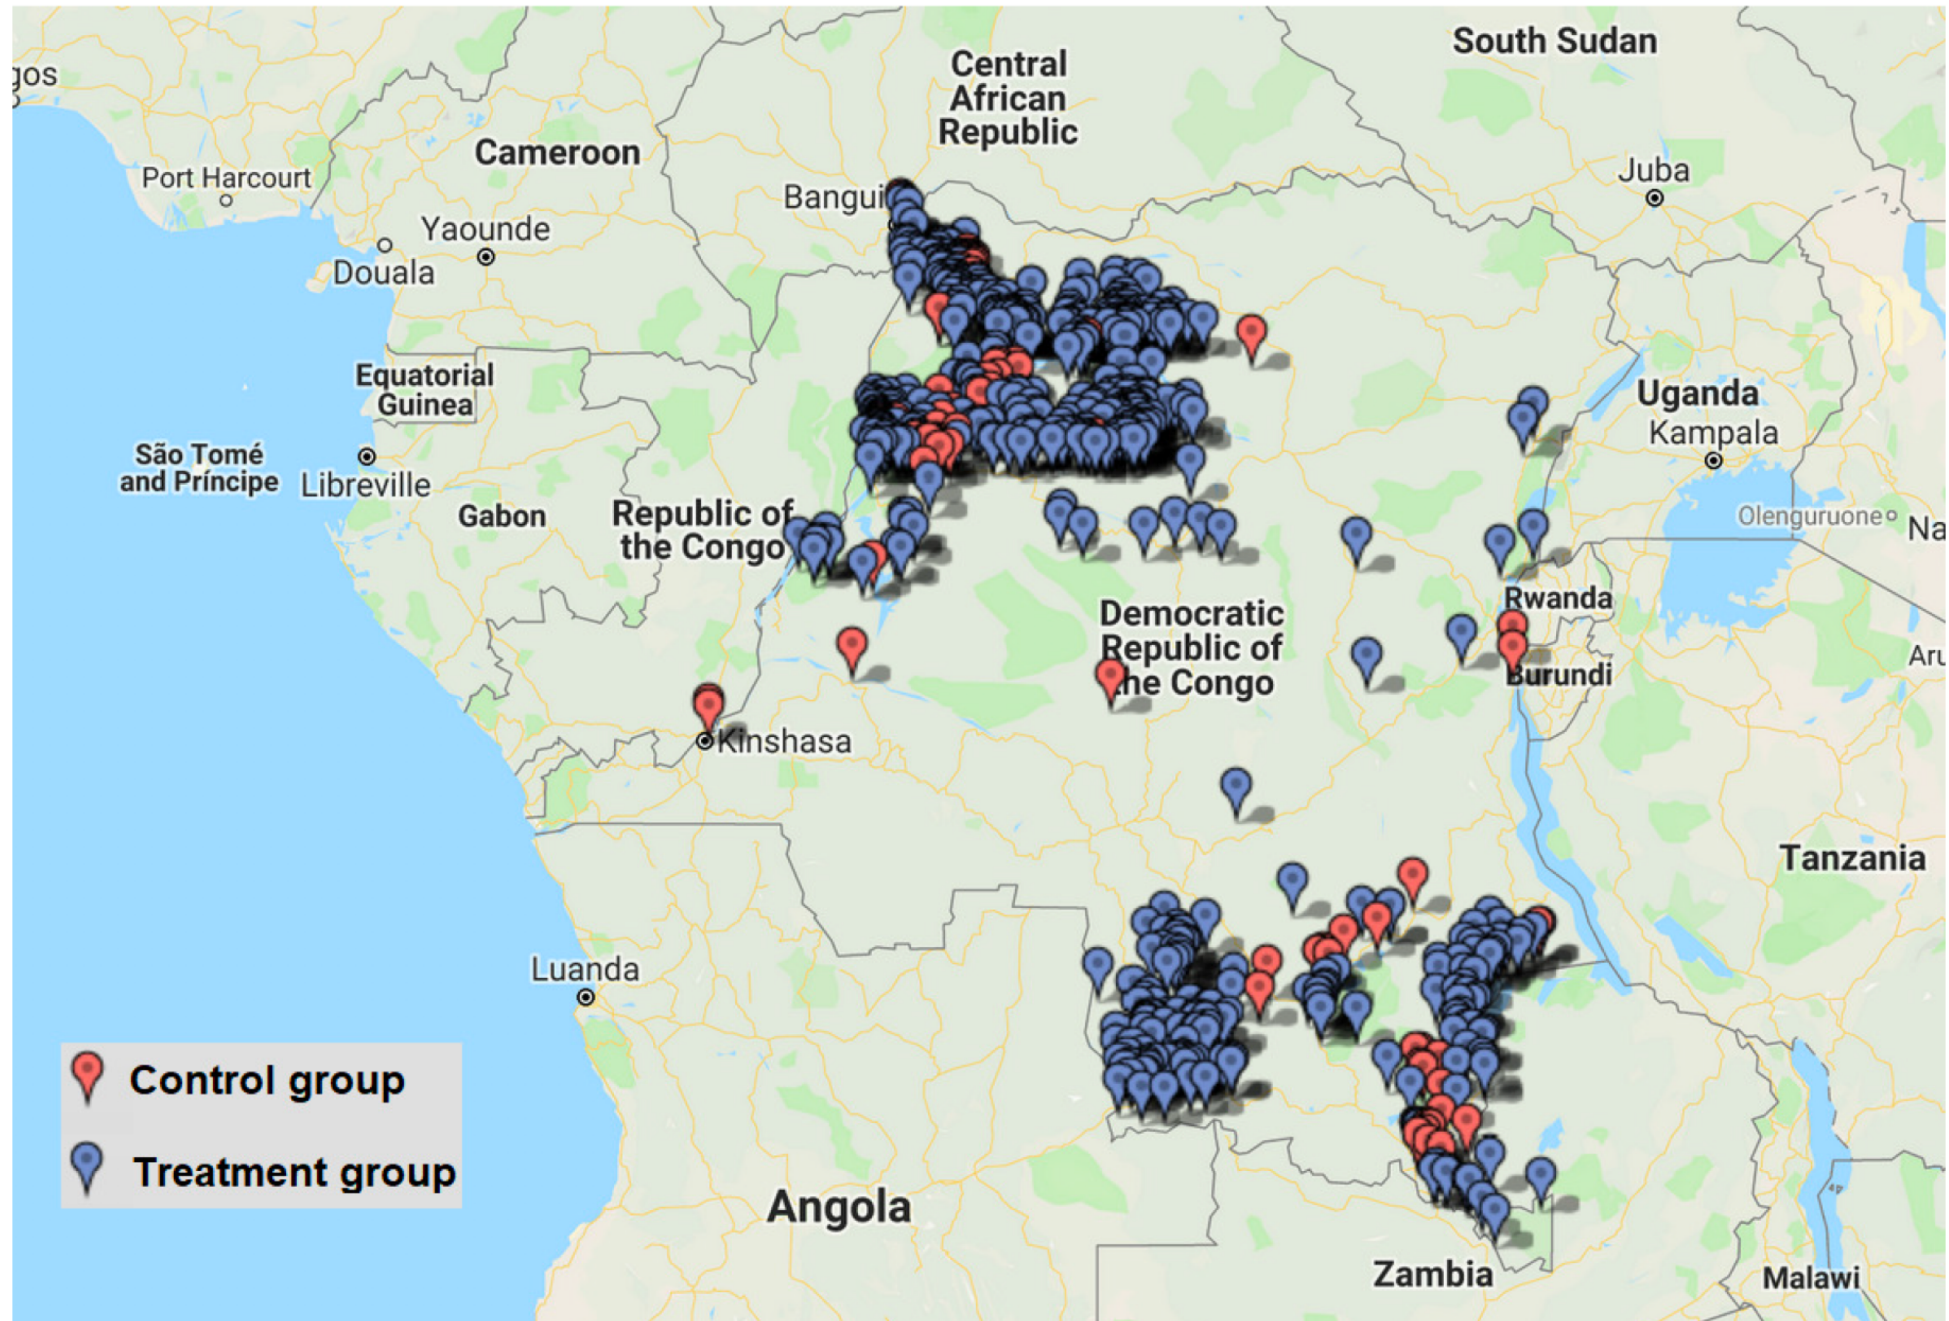 South Sudan
Central
African
Republic
gos
Cameroon
Port Harcourt
Juba
Bangui
Yaounde
Douala
Equatorial
Guinea
Uganda
Kampala
São Tomé
and Príncipe
Libreville
Gabon
Republic of
the Congo
Olenguruone
Na
Rwanda
Democratic
Republic of
the Congo
Aru
Burundi
Kinshasa
Tanzania
Luanda
Control group
Treatment group
Angola
Zambia
Malawi